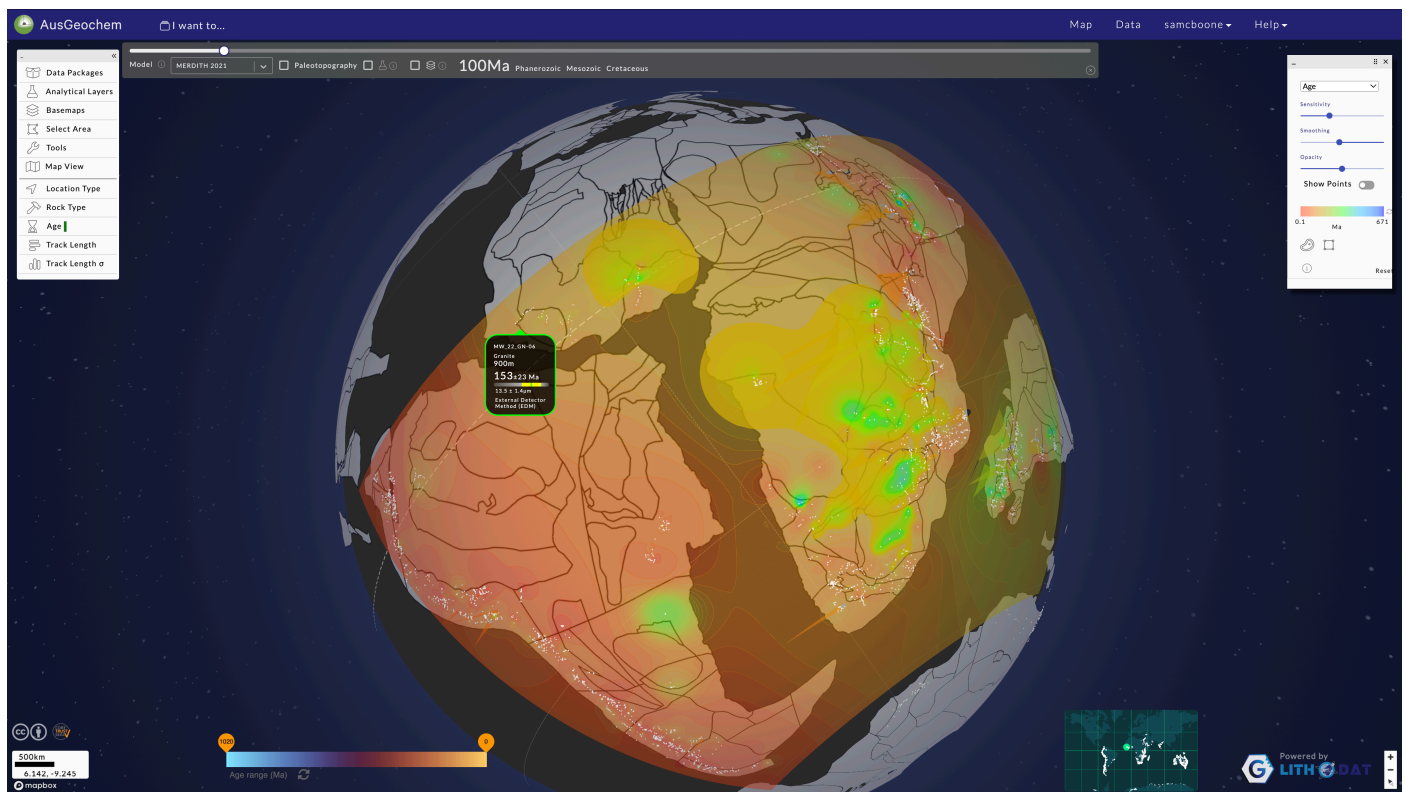 AusGeochem
I want to...
Map
Data
samcboone
Help
Model
MERDITH 2021
Paleotopography
100Ma
Phanerozoic Mesozoic Cretaceous
Data Packages
Analytical Layers
Basemaps
Select Area
Tools
Map View
Location Type
Rock Type
Age
Track Length
Track Length σ
Age
Sensitivity
Smoothing
Opacity
Show Points
0.1
671
Ma
Reset
MW_22_GN-06
Granite
900m
153±23 Ma
13.5 ± 1.4µm
External Detector
Method (EDM)
1020
0
Age range (Ma)
cc
500km
6.142, -9.245
mapbox
Powered by
LITHODAT